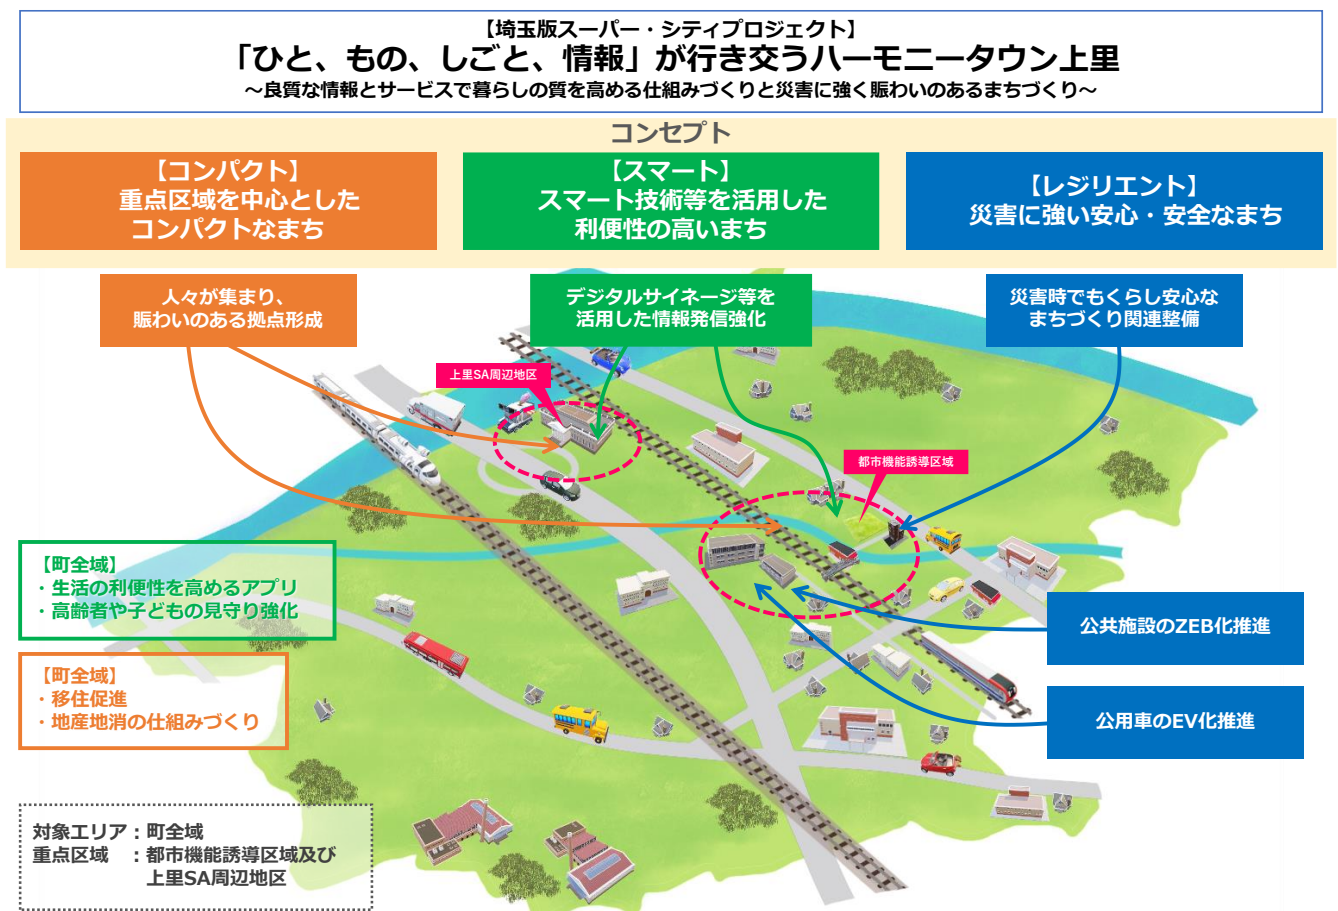 【埼玉版スーパー・シティプロジェクト】
「ひと、もの、しごと、情報」が行き交うハーモニータウン上里
～良質な情報とサービスで暮らしの質を高める仕組みづくりと災害に強く賑わいのあるまちづくり～
コンセプト
【コンパクト】
重点区域を中心とした
コンパクトなまち
【スマート】
スマート技術等を活用した
利便性の高いまち
【レジリエント】
災害に強い安心・安全なまち
人々が集まり、
賑わいのある拠点形成
デジタルサイネージ等を
活用した情報発信強化
災害時でもくらし安心な
まちづくり関連整備
上里SA周辺地区
都市機能誘導区域
【町全域】
・生活の利便性を高めるアプリ
・高齢者や子どもの見守り強化
【町全域】
・移住促進
・地産地消の仕組みづくり
公共施設のZEB化推進
公用車のEV化推進
対象エリア：町全域
重点区域　：都市機能誘導区域及び
上里SA周辺地区